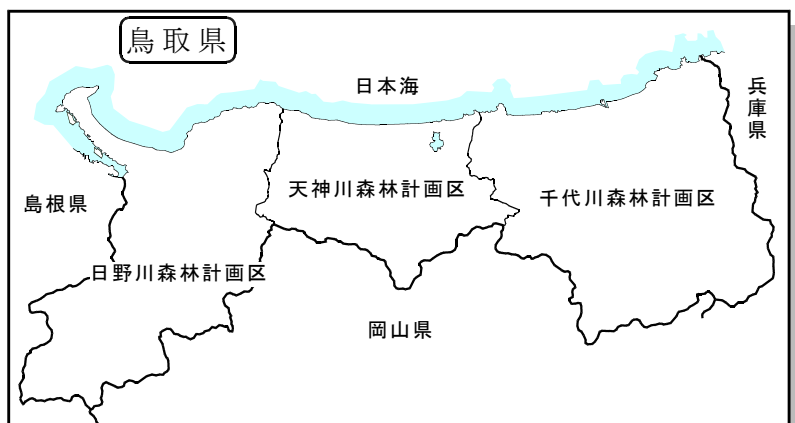 鳥取県
日本海
兵庫県
島根県
天神川森林計画区
千代川森林計画区
日野川森林計画区
岡山県